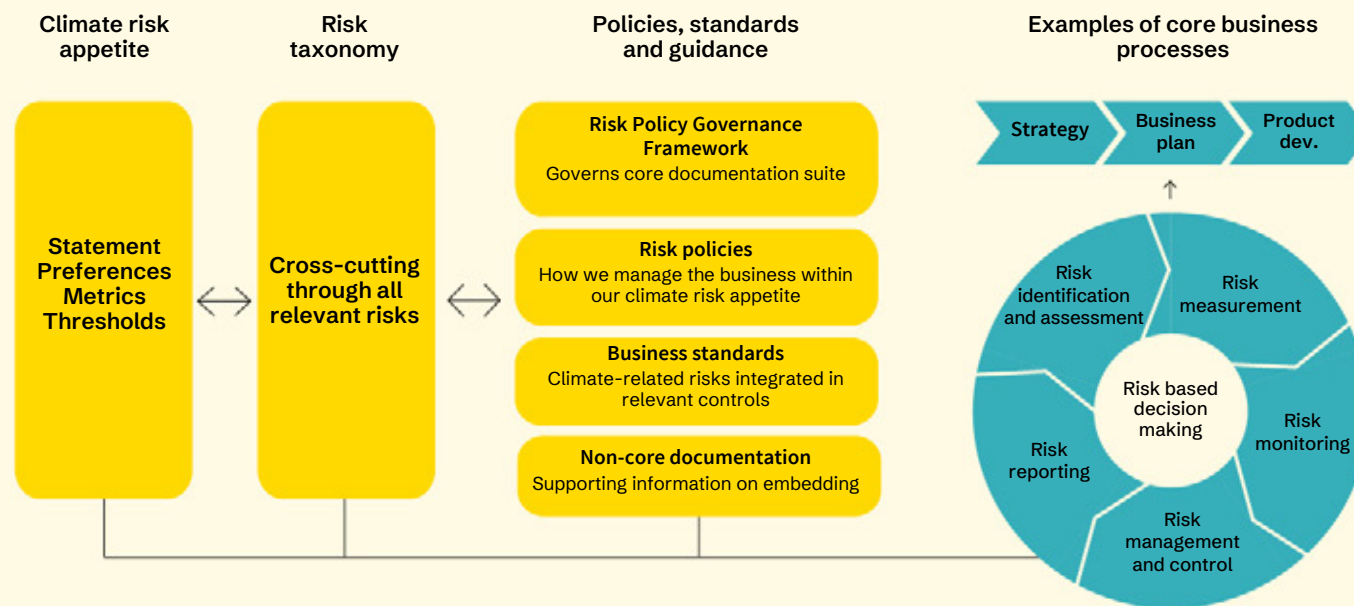 Climate risk
appetite
Risk
taxonomy
Policies, standards
and guidance
Examples of core business
processes
Statement
Preferences
Metrics
Thresholds
Cross-cutting
through all
relevant risks
Risk Policy Governance
Framework
Governs core documentation suite
Risk policies
How we manage the business within
our climate risk appetite
Business standards
Climate-related risks integrated in
relevant controls
Non-core documentation
Supporting information on embedding
Strategy
Business
plan
Product
dev.
Risk
identification
and assessment
Risk
measurement
Risk
monitoring
Risk
management
and control
Risk
reporting
Risk based
decision
making